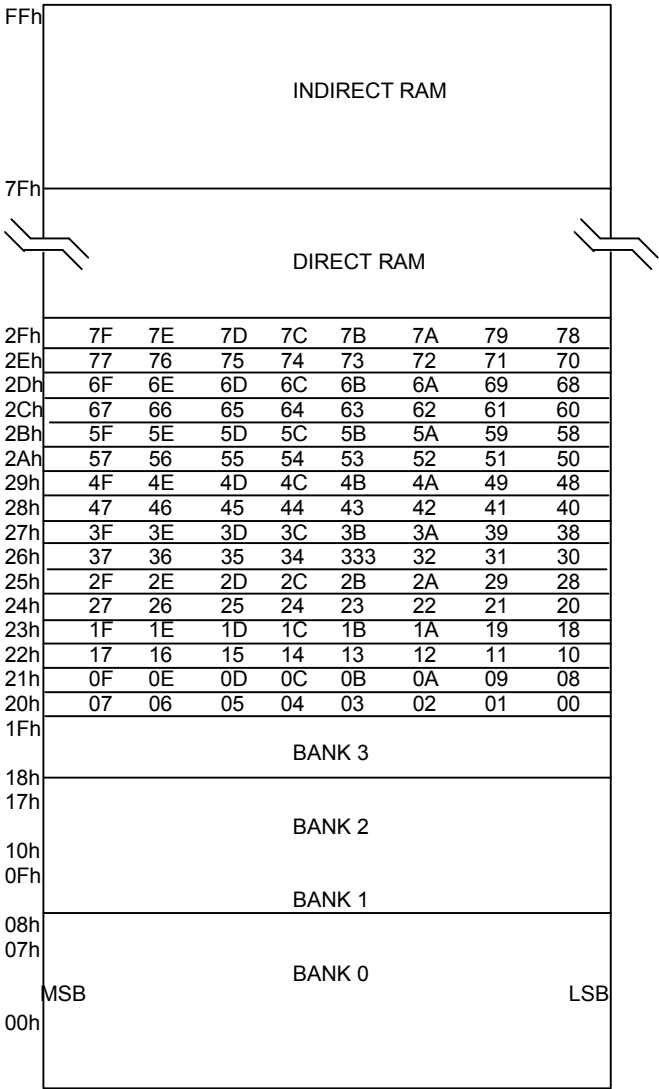 FFh
INDIRECT RAM
7Fh
DIRECT RAM
2Fh 7F 7E 7D 7C 7B 7A 79 78
2Eh 77 76 75 74 73 72 71 70
2Dh 6F 6E 6D 6C 6B 6A 69 68
2Ch 67 66 65 64 63 62 61 60
2Bh 5F 5E 5D 5C 5B 5A 59 58
2Ah 57 56 55 54 53 52 51 50
29h 4F 4E 4D 4C 4B 4A 49 48
28h 47 46 45 44 43 42 41 40
27h 3F 3E 3D 3C 3B 3A 39 38
26h 37 36 35 34 333 32 31 30
25h 2F 2E 2D 2C 2B 2A 29 28
24h 27 26 25 24 23 22 21 20
23h 1F 1E 1D 1C 1B 1A 19 18
22h 17 16 15 14 13 12 11 10
21h 0F 0E 0D 0C 0B 0A 09 08
20h 07 06 05 04 03 02 01 00
1Fh
BANK 3
18h
17h
BANK 2
10h
0Fh
BANK 1
08h
07h
BANK 0
MSB LSB
00h